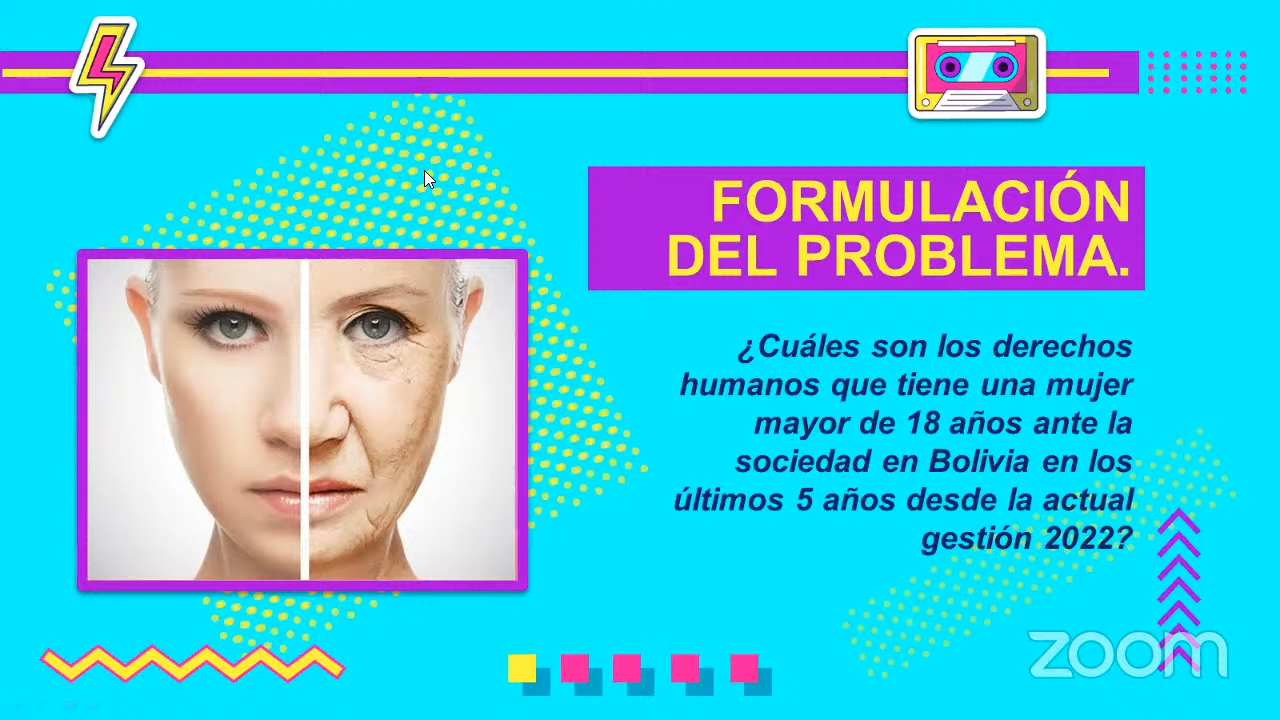 FORMULACIÓN
DEL PROBLEMA.
¿Cuáles son los derechos
humanos que tiene una mujer
mayor de 18 años ante la
sociedad en Bolivia en los
últimos 5 años desde la actual
gestión 2022?
zoom